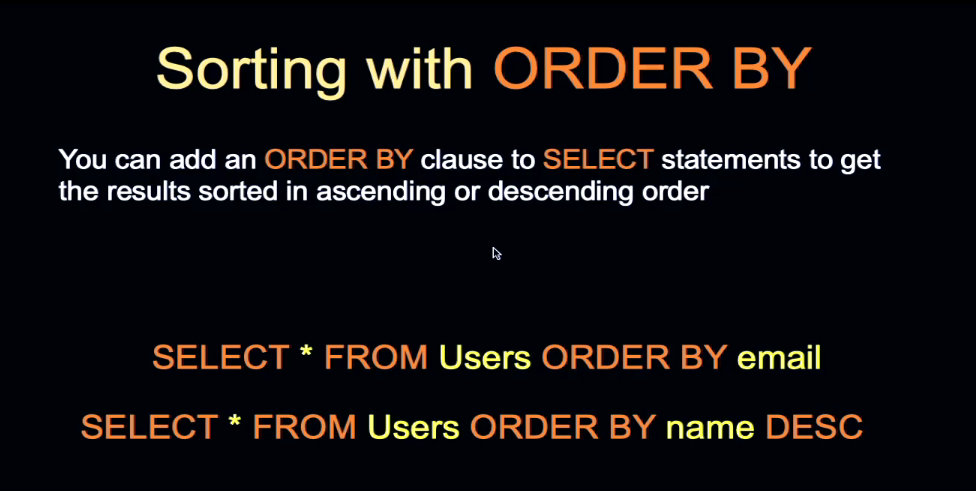 Sorting with ORDER BY
You can add an ORDER BY clause to SELECT statements to get
the results sorted in ascending or descending order
SELECT * FROM Users ORDER BY email
SELECT * FROM Users ORDER BY name DESC